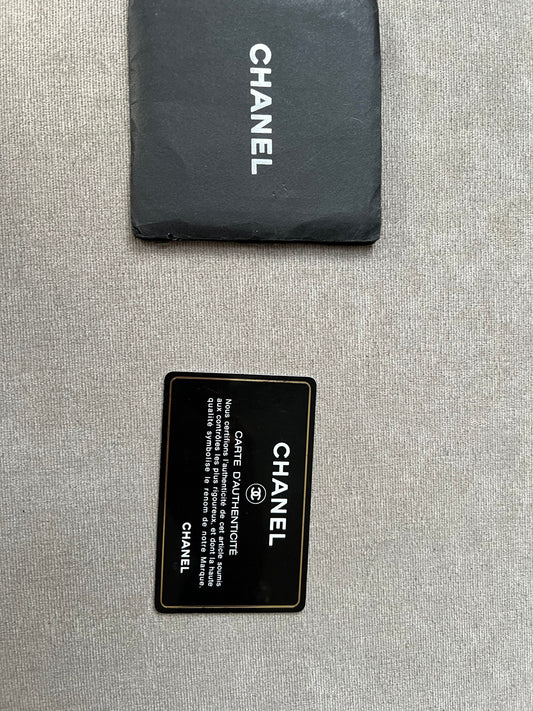 CHANEL
CHANEL
CARTE D'AUTHENTICITÉ
Nous certifions l'authenticité de cet article soumis
aux contrôles les plus rigoureux, et dont la haute
qualité symbolise le renom de notre Marque.
CHANEL